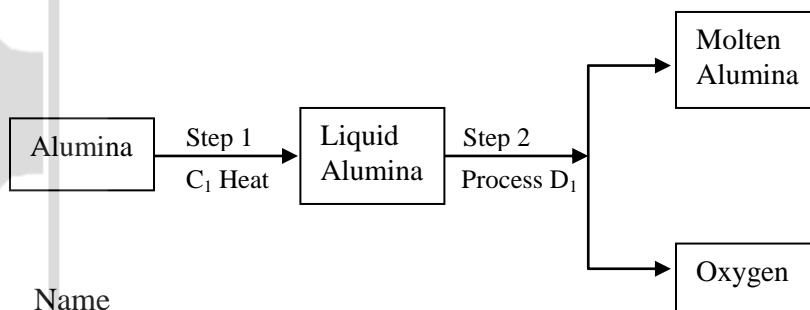 Molten
Alumina
Alumina
Step 1
C₁ Heat
Liquid
Alumina
Step 2
Process D₁
Oxygen
Name